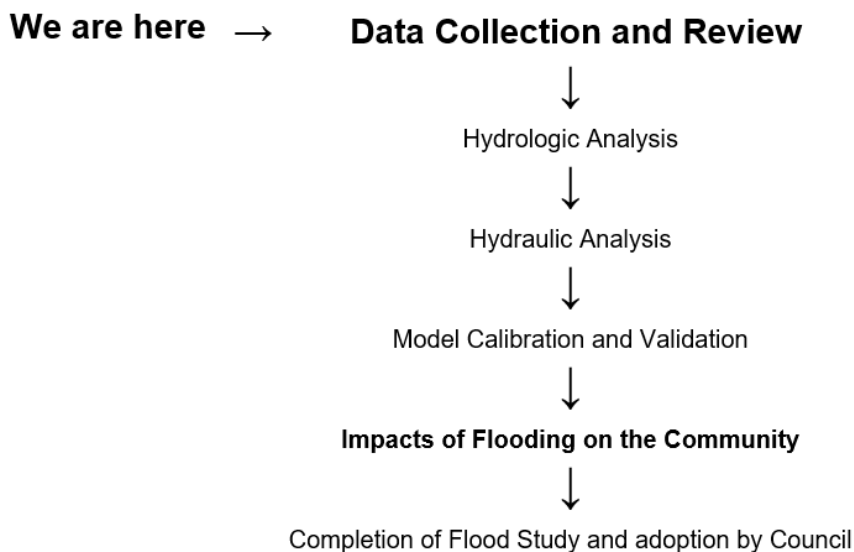 We are here → Data Collection and Review
↓
Hydrologic Analysis
↓
Hydraulic Analysis
↓
Model Calibration and Validation
↓
Impacts of Flooding on the Community
↓
Completion of Flood Study and adoption by Council